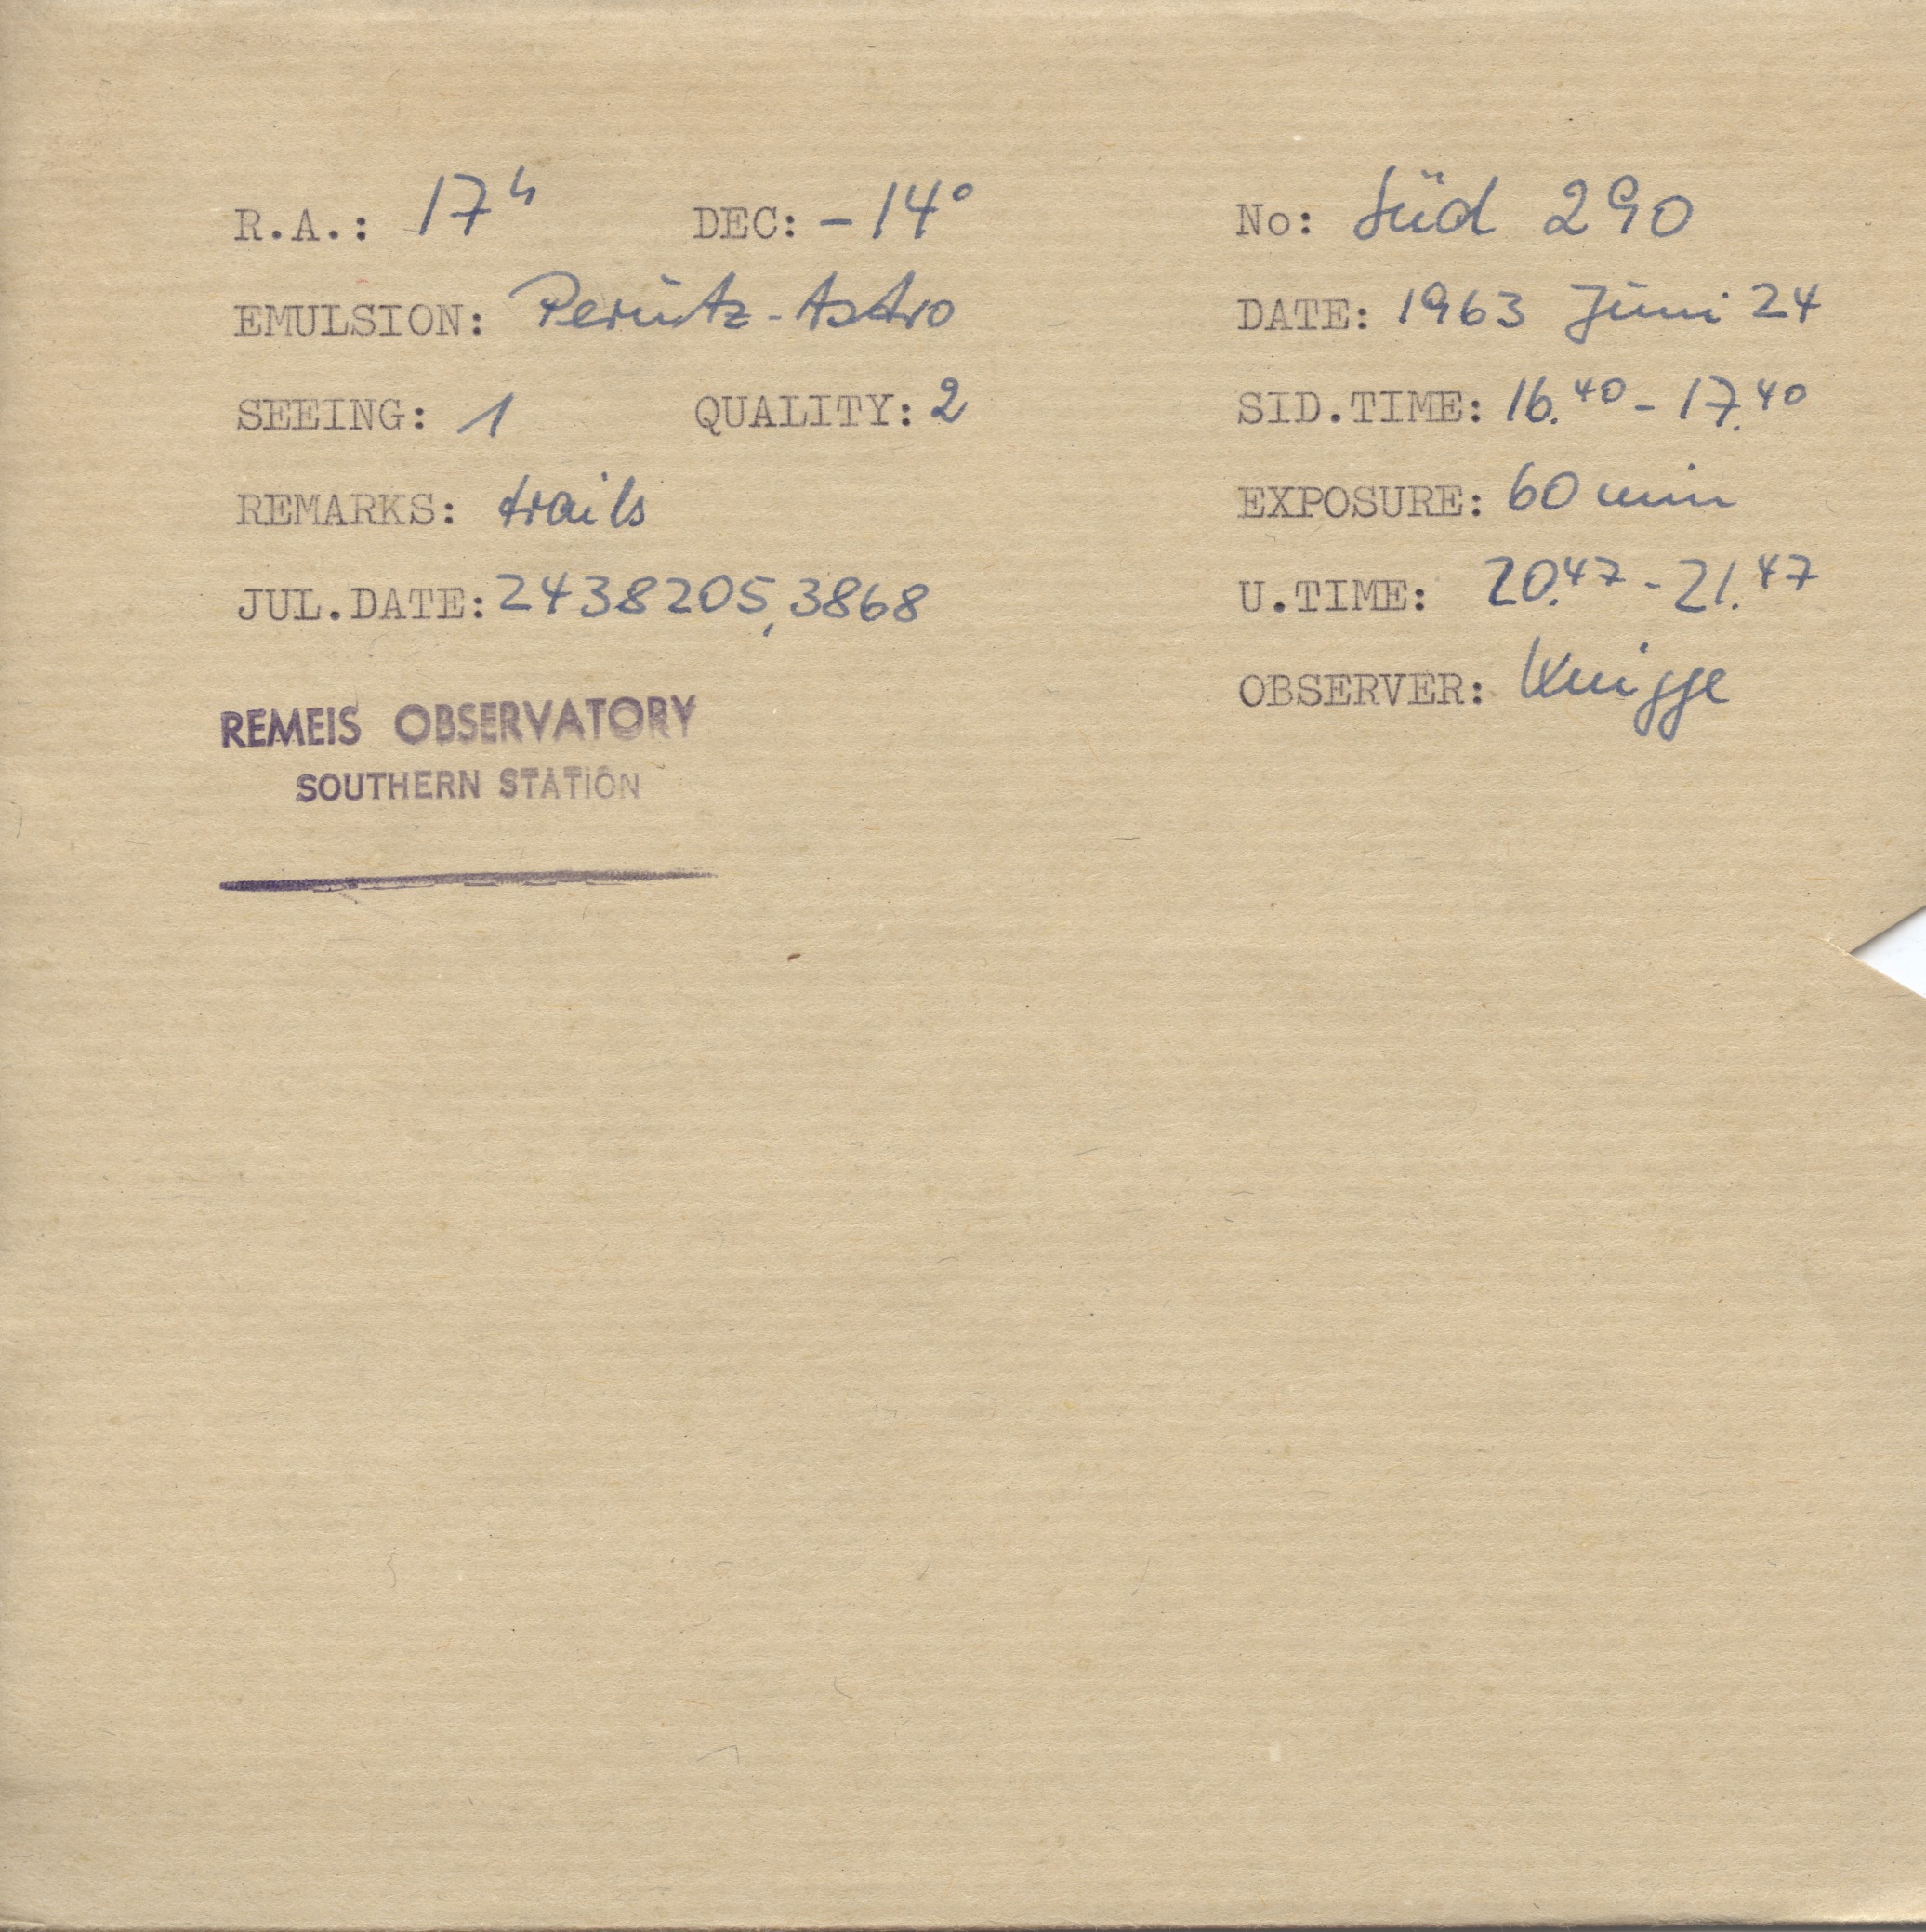 R.A.: 17ʰ DEC: -14° No: Süd 290
EMULSION: Perutz-Astro DATE: 1963 Juni 24
SEEING: 1 QUALITY: 2 SID.TIME: 16.⁴⁰ - 17.⁴⁰
REMARKS: trails EXPOSURE: 60 min
JUL.DATE: 2438205,3868 U.TIME: 20.⁴⁷ - 21.⁴⁷
OBSERVER: Knigge
REMEIS OBSERVATORY
SOUTHERN STATION